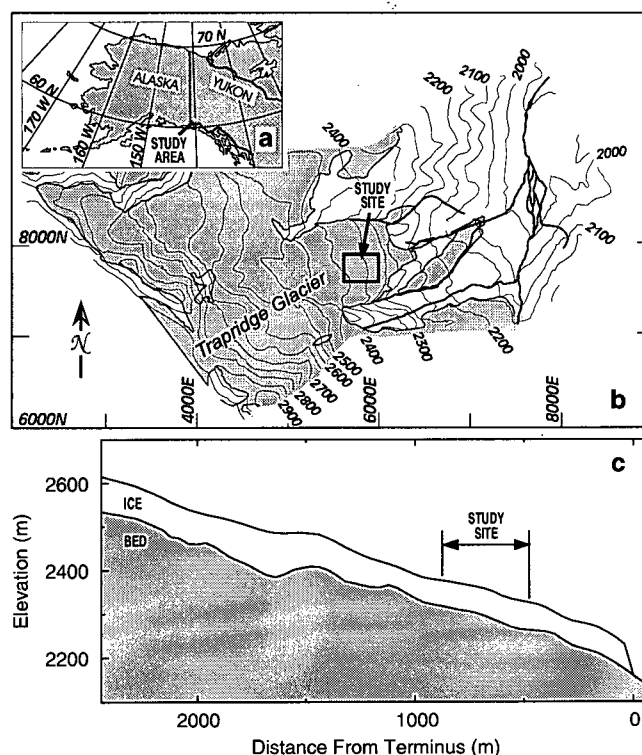 70 N
60 N
ALASKA
YUKON
170 W
160 W
150 W
STUDY
AREA
a
2200
2100
2000
2400
2000
STUDY
SITE
2100
8000N
Trapridge Glacier
N
2500
2400
2300
2200
2600
2700
2800
2900
4000E
6000E
8000E
6000N
b
c
2600
ICE
STUDY
SITE
BED
Elevation (m)
2400
2200
2000
1000
0
Distance From Terminus (m)